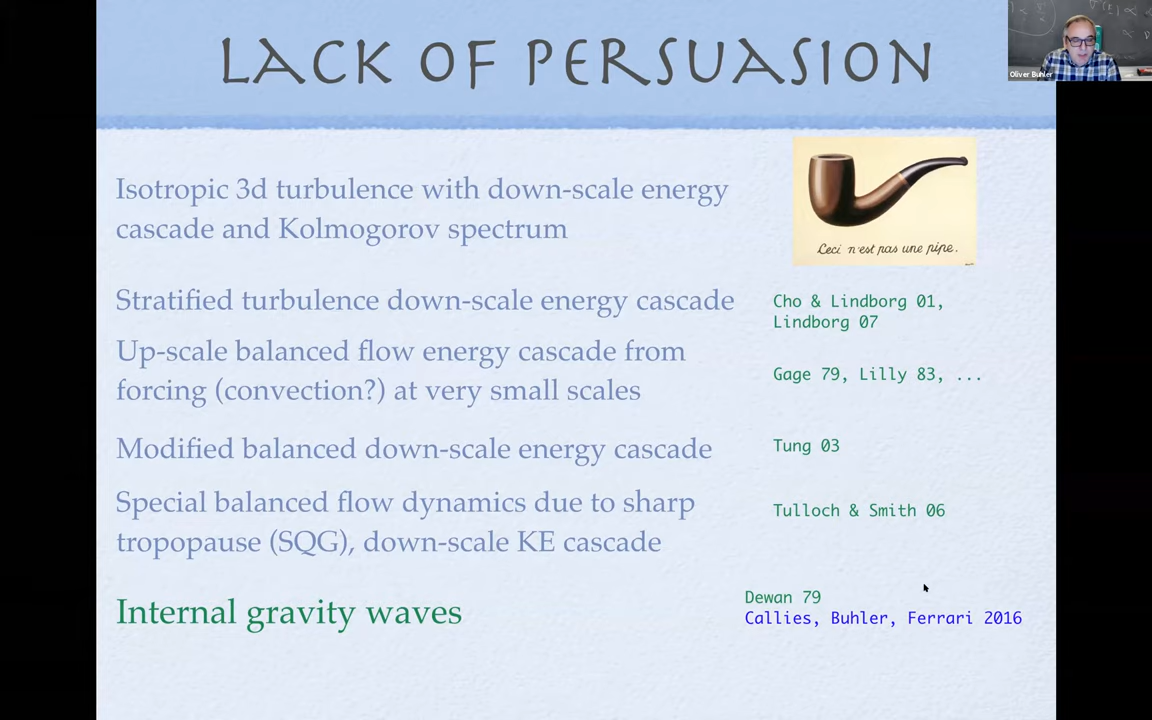 LACK OF PERSUASION
Oliver Buhler
Isotropic 3d turbulence with down-scale energy
cascade and Kolmogorov spectrum
Ceci n'est pas une pipe.
Stratified turbulence down-scale energy cascade
Cho & Lindborg 01,
Lindborg 07
Up-scale balanced flow energy cascade from
forcing (convection?) at very small scales
Gage 79, Lilly 83, ...
Modified balanced down-scale energy cascade
Tung 03
Special balanced flow dynamics due to sharp
tropopause (SQG), down-scale KE cascade
Tulloch & Smith 06
Internal gravity waves
Dewan 79
Callies, Buhler, Ferrari 2016